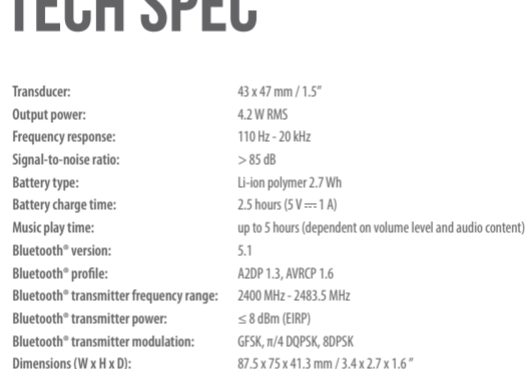 TECH SPEC
Transducer: 43 x 47 mm / 1.5"
Output power: 4.2 W RMS
Frequency response: 110 Hz - 20 kHz
Signal-to-noise ratio: > 85 dB
Battery type: Li-ion polymer 2.7 Wh
Battery charge time: 2.5 hours (5 V ⎓ 1 A)
Music play time: up to 5 hours (dependent on volume level and audio content)
Bluetooth® version: 5.1
Bluetooth® profile: A2DP 1.3, AVRCP 1.6
Bluetooth® transmitter frequency range: 2400 MHz - 2483.5 MHz
Bluetooth® transmitter power: ≤ 8 dBm (EIRP)
Bluetooth® transmitter modulation: GFSK, π/4 DQPSK, 8DPSK
Dimensions (W x H x D): 87.5 x 75 x 41.3 mm / 3.4 x 2.7 x 1.6 "